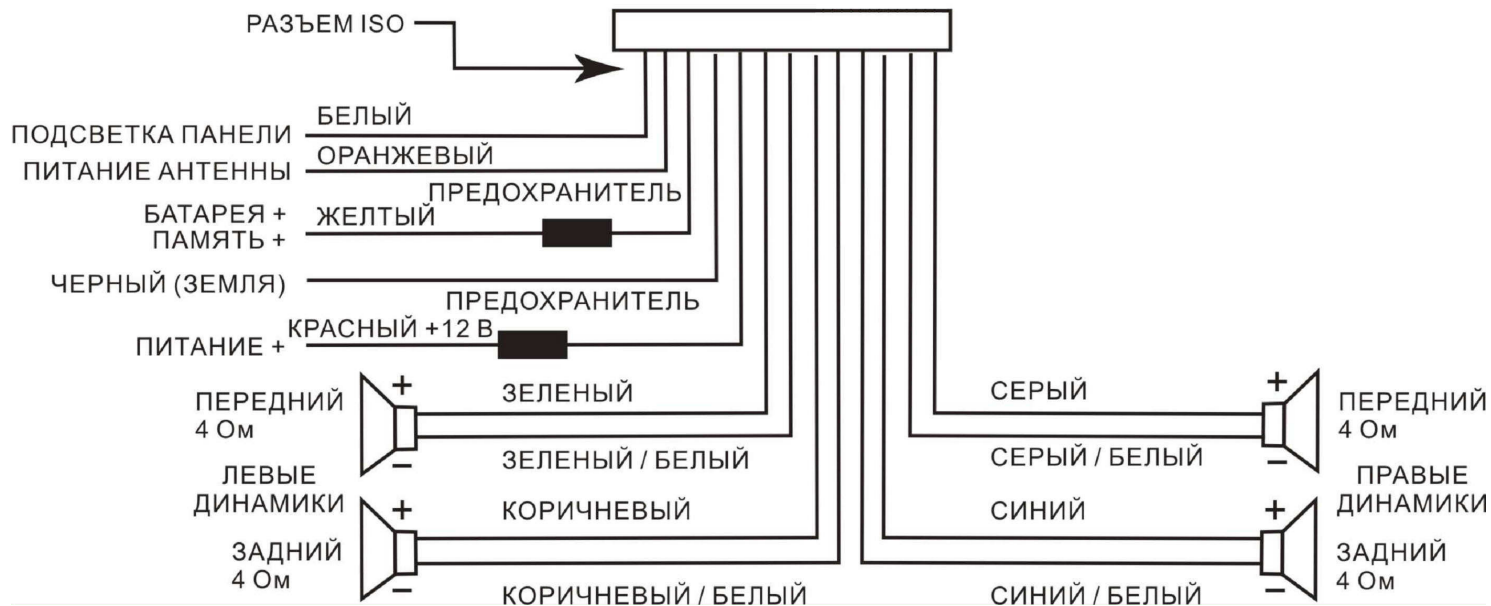 РАЗЪЕМ ISO
БЕЛЫЙ
ПОДСВЕТКА ПАНЕЛИ
ОРАНЖЕВЫЙ
ПИТАНИЕ АНТЕННЫ
ПРЕДОХРАНИТЕЛЬ
БАТАРЕЯ +
ЖЕЛТЫЙ
ПАМЯТЬ +
ЧЕРНЫЙ (ЗЕМЛЯ)
ПРЕДОХРАНИТЕЛЬ
КРАСНЫЙ +12 В
ПИТАНИЕ +
ПЕРЕДНИЙ
4 Ом
+
−
ЗЕЛЕНЫЙ
ЗЕЛЕНЫЙ / БЕЛЫЙ
ЛЕВЫЕ
ДИНАМИКИ
ЗАДНИЙ
4 Ом
+
−
КОРИЧНЕВЫЙ
КОРИЧНЕВЫЙ / БЕЛЫЙ
СЕРЫЙ
СЕРЫЙ / БЕЛЫЙ
+
−
ПЕРЕДНИЙ
4 Ом
ПРАВЫЕ
ДИНАМИКИ
СИНИЙ
СИНИЙ / БЕЛЫЙ
+
−
ЗАДНИЙ
4 Ом